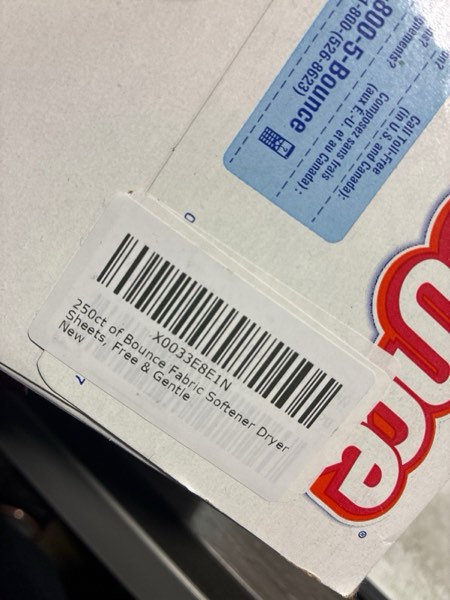 Call Toll-Free
(in U.S. and Canada):
Composez sans frais
(aux É.-U. et au Canada):
800-5-Bounce
1-800-(526-8623)
X0033E8E1N
250ct of Bounce Fabric Softener Dryer
Sheets, Free & Gentle
New
unce®